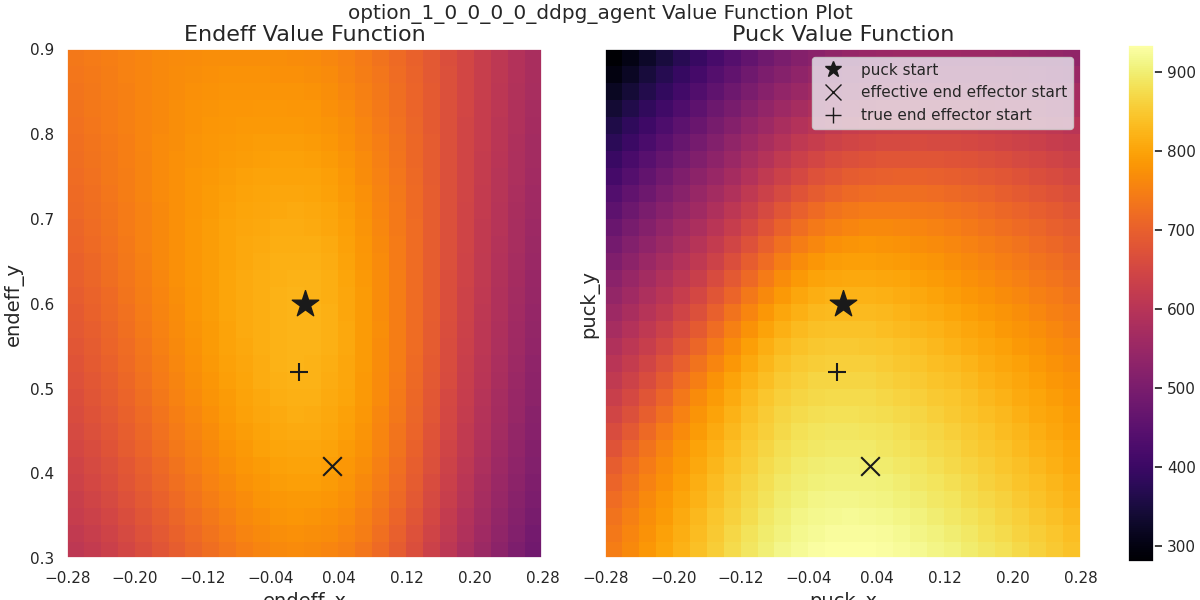 option_1_0_0_0_0_ddpg_agent Value Function Plot
Endeff Value Function
Puck Value Function
puck start
effective end effector start
true end effector start
0.9
0.8
0.7
0.6
0.5
0.4
0.3
endeff_y
−0.28 −0.20 −0.12 −0.04 0.04 0.12 0.20 0.28
endeff_x
puck_y
−0.28 −0.20 −0.12 −0.04 0.04 0.12 0.20 0.28
puck_x
900
800
700
600
500
400
300